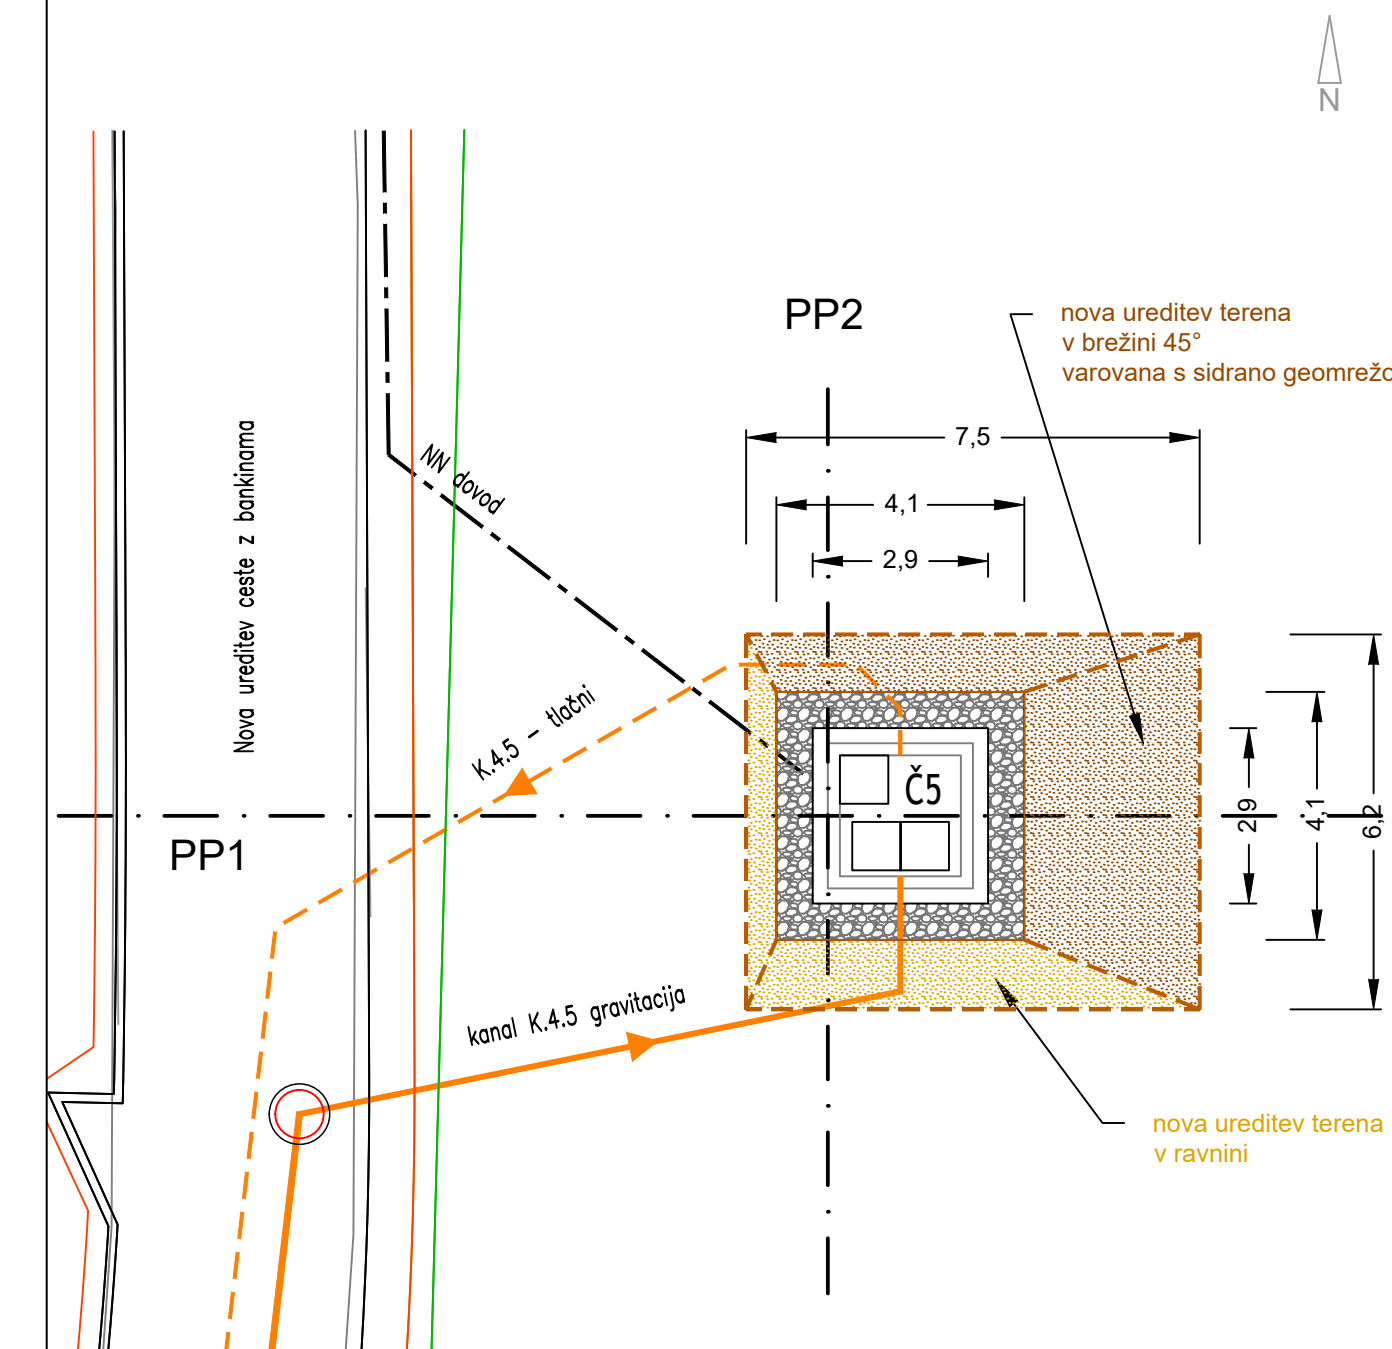 N
PP2
nova ureditev terena
v brežini 45°
varovana s sidrano geomrežo
7,5
4,1
2,9
NN dovod
Nova ureditev ceste z bankinama
K.4.5 – tlačni
Č5
2,9
4,1
6,2
PP1
kanal K.4.5 gravitacija
nova ureditev terena
v ravnini